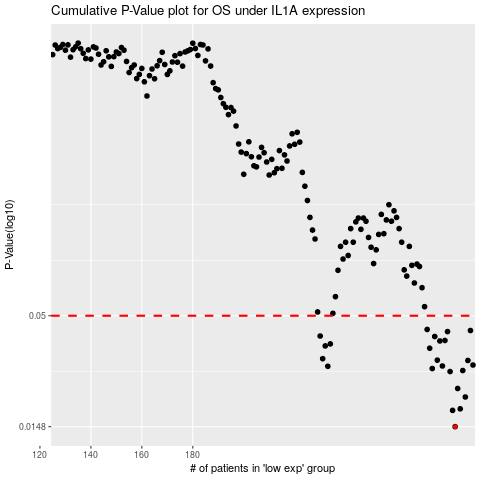 Cumulative P-Value plot for OS under IL1A expression
P-Value(log10)
0.05
0.0148
120 140 160 180
# of patients in 'low exp' group